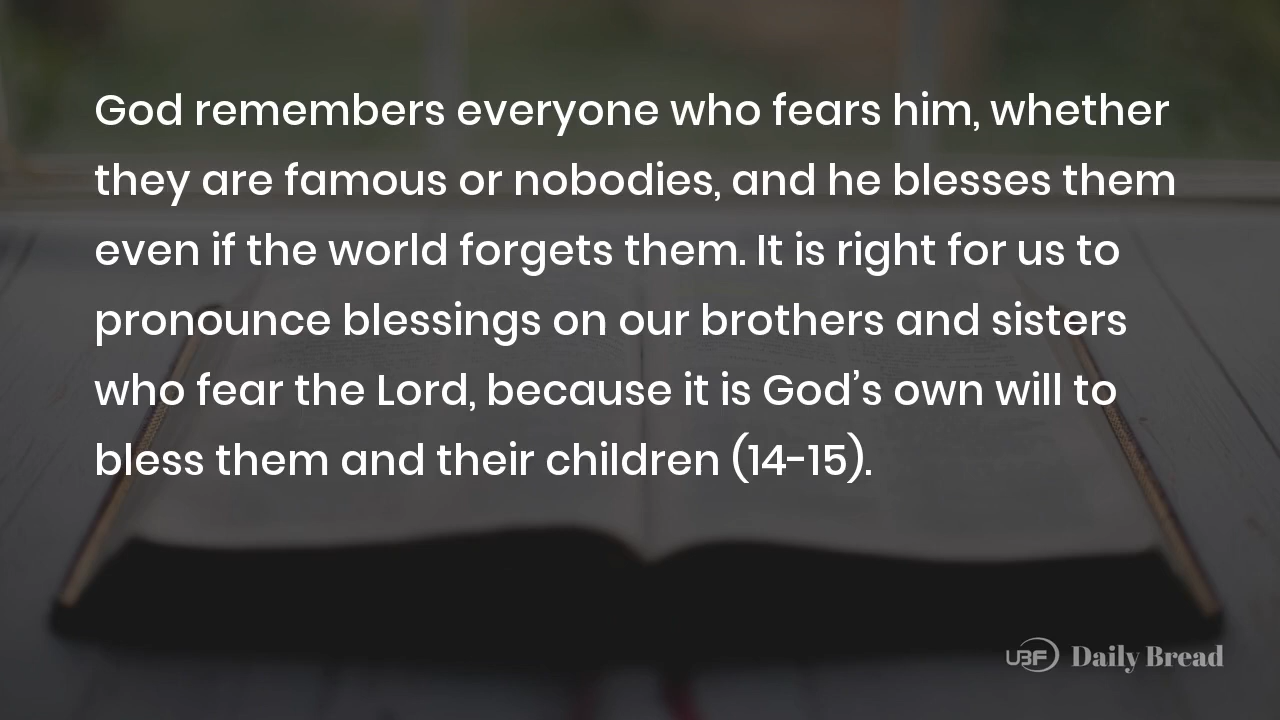 God remembers everyone who fears him, whether
they are famous or nobodies, and he blesses them
even if the world forgets them. It is right for us to
pronounce blessings on our brothers and sisters
who fear the Lord, because it is God’s own will to
bless them and their children (14-15).
UBF Daily Bread